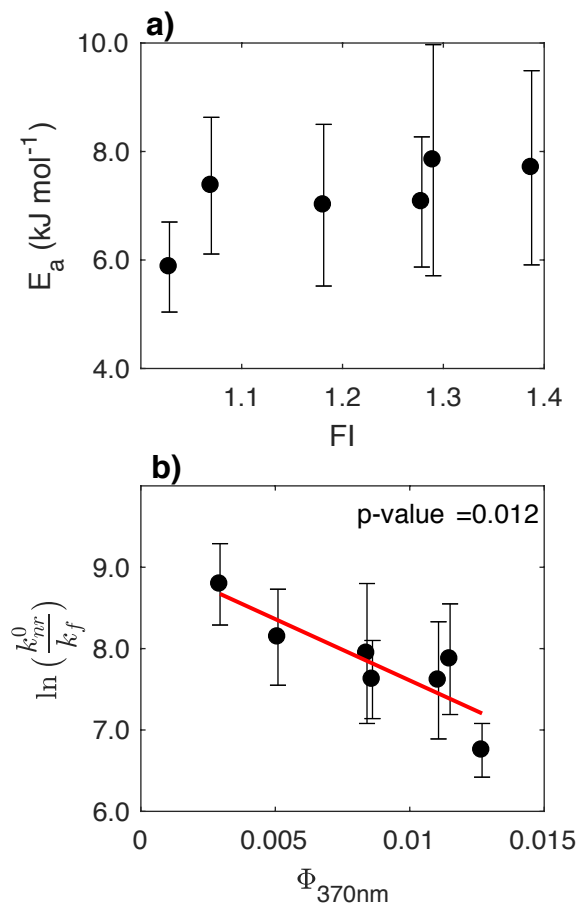 a)
10.0
8.0
6.0
4.0
E_a (kJ mol⁻¹)
1.1 1.2 1.3 1.4
FI
b)
p-value =0.012
9.0
8.0
7.0
6.0
ln (k⁰_nr / k_f)
0 0.005 0.01 0.015
Φ_370nm